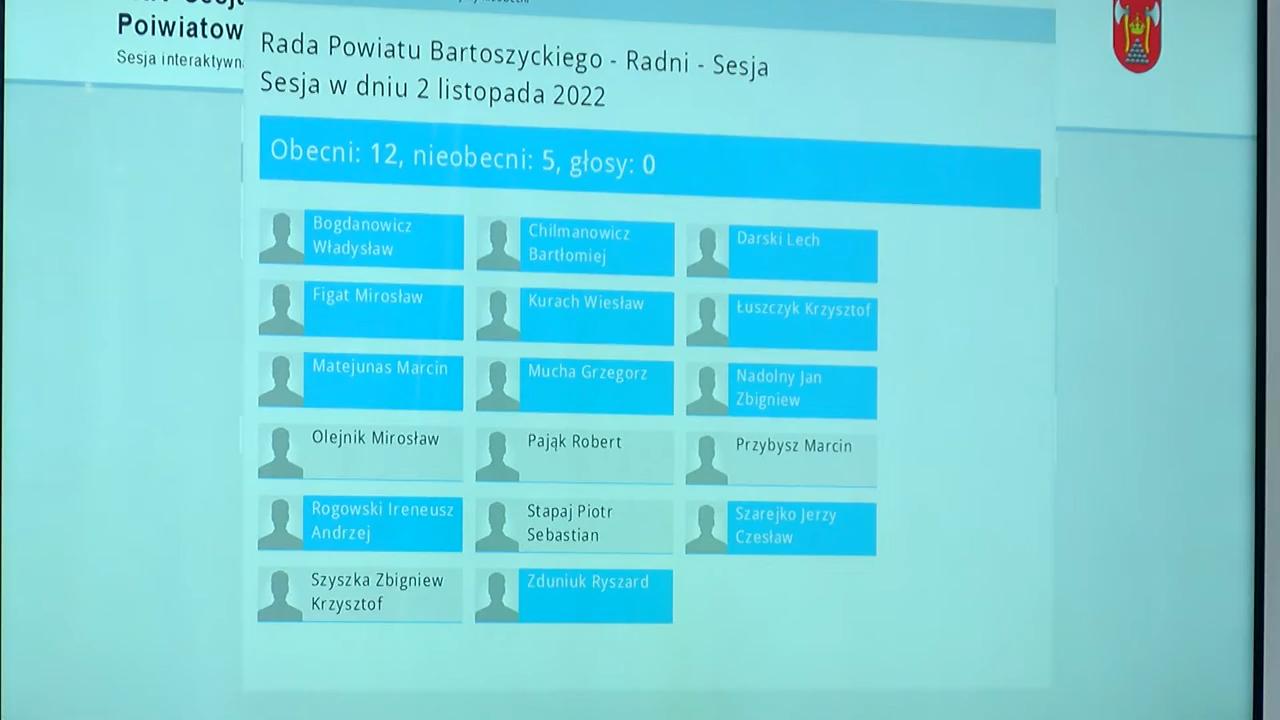 Poiwiatow
Sesja interaktywn
Rada Powiatu Bartoszyckiego - Radni - Sesja
Sesja w dniu 2 listopada 2022
Obecni: 12, nieobecni: 5, głosy: 0
Bogdanowicz
Władysław
Chilmanowicz
Bartłomiej
Darski Lech
Figat Mirosław
Kurach Wiesław
Łuszczyk Krzysztof
Matejunas Marcin
Mucha Grzegorz
Nadolny Jan
Zbigniew
Olejnik Mirosław
Pająk Robert
Przybysz Marcin
Rogowski Ireneusz
Andrzej
Stapaj Piotr
Sebastian
Szarejko Jerzy
Czesław
Szyszka Zbigniew
Krzysztof
Zduniuk Ryszard